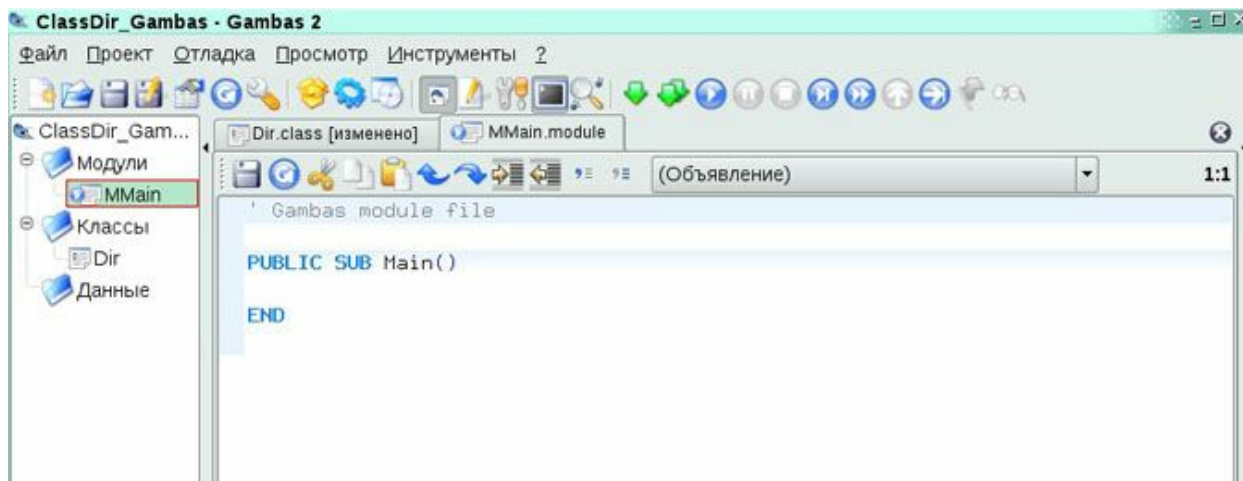 ClassDir_Gambas - Gambas 2
Файл Проект Отладка Просмотр Инструменты ?
ClassDir_Gam...
Модули
MMain
Классы
Dir
Данные
Dir.class [изменено] MMain.module
(Объявление) 1:1
' Gambas module file
PUBLIC SUB Main()
END